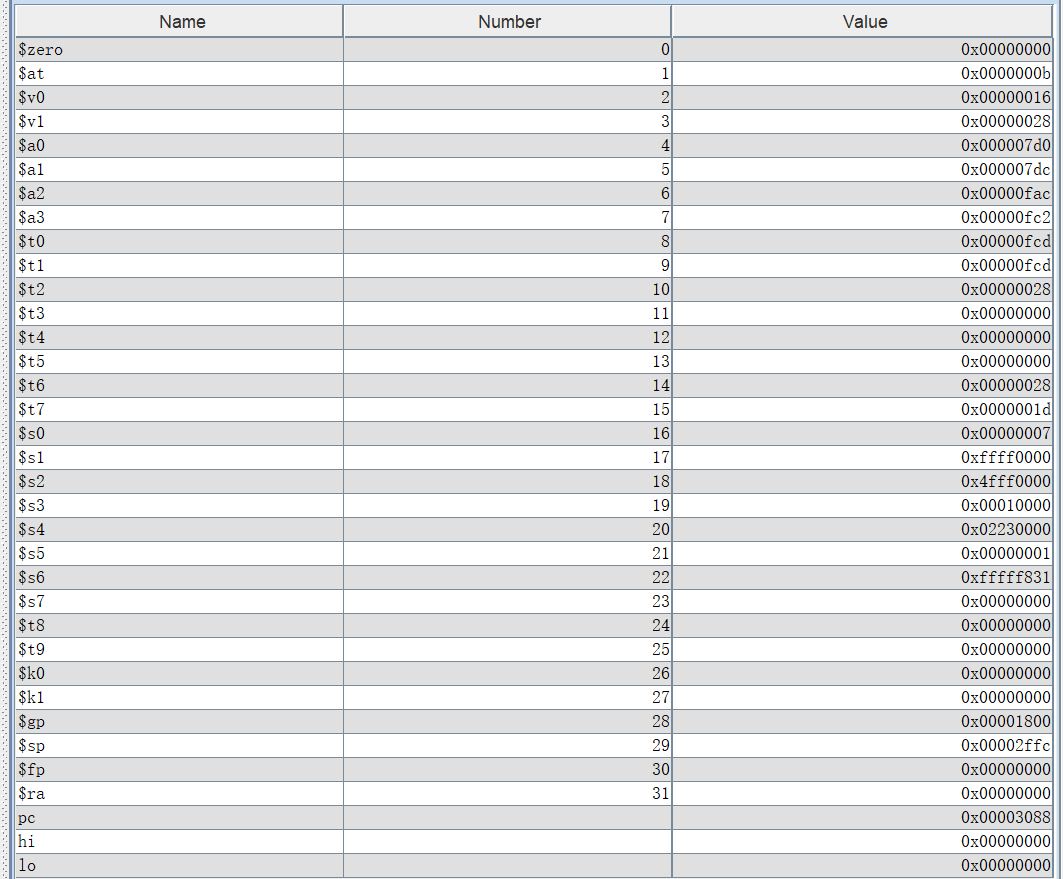 Name Number Value
$zero 0 0x00000000
$at 1 0x0000000b
$v0 2 0x00000016
$v1 3 0x00000028
$a0 4 0x000007d0
$a1 5 0x000007dc
$a2 6 0x00000fac
$a3 7 0x00000fc2
$t0 8 0x00000fcd
$t1 9 0x00000fcd
$t2 10 0x00000028
$t3 11 0x00000000
$t4 12 0x00000000
$t5 13 0x00000000
$t6 14 0x00000028
$t7 15 0x0000001d
$s0 16 0x00000007
$s1 17 0xffff0000
$s2 18 0x4fff0000
$s3 19 0x00010000
$s4 20 0x02230000
$s5 21 0x00000001
$s6 22 0xfffff831
$s7 23 0x00000000
$t8 24 0x00000000
$t9 25 0x00000000
$k0 26 0x00000000
$k1 27 0x00000000
$gp 28 0x00001800
$sp 29 0x00002ffc
$fp 30 0x00000000
$ra 31 0x00000000
pc 0x00003088
hi 0x00000000
lo 0x00000000